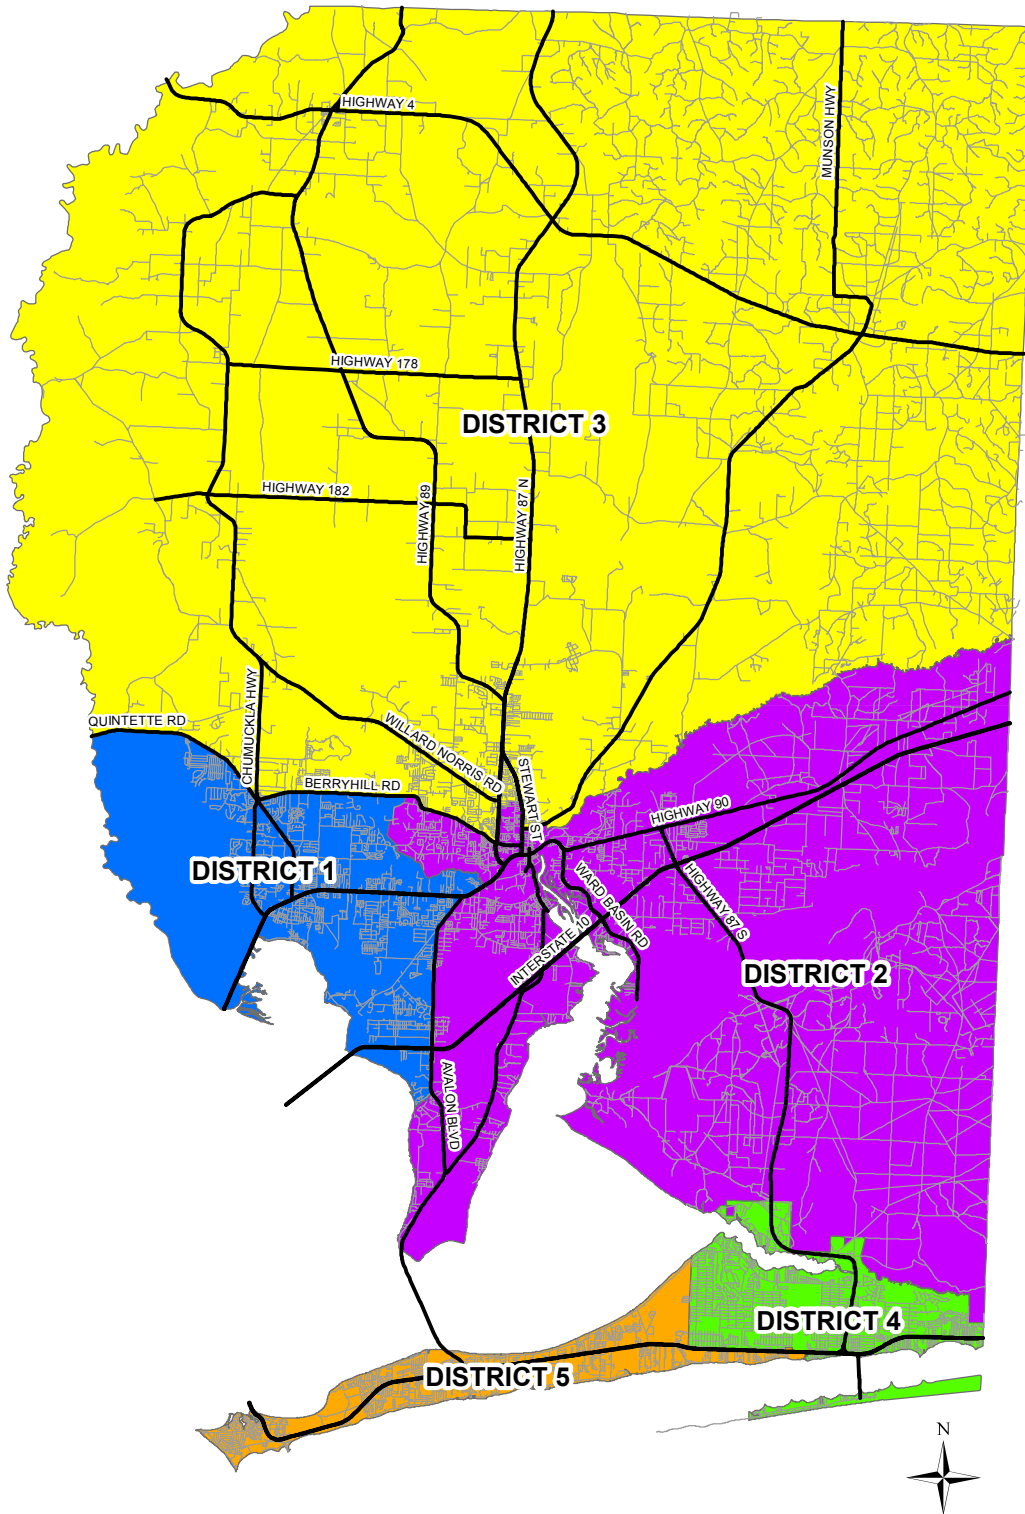 HIGHWAY 4
MUNSON HWY
HIGHWAY 178
DISTRICT 3
HIGHWAY 182
HIGHWAY 89
HIGHWAY 87 N
CHUMUCKLA HWY
QUINTETTE RD
WILLARD NORRIS RD
BERRYHILL RD
STEWART ST
HIGHWAY 90
DISTRICT 1
WARD BASIN RD
HIGHWAY 87 S
INTERSTATE 10
DISTRICT 2
AVALON BLVD
DISTRICT 4
DISTRICT 5
N